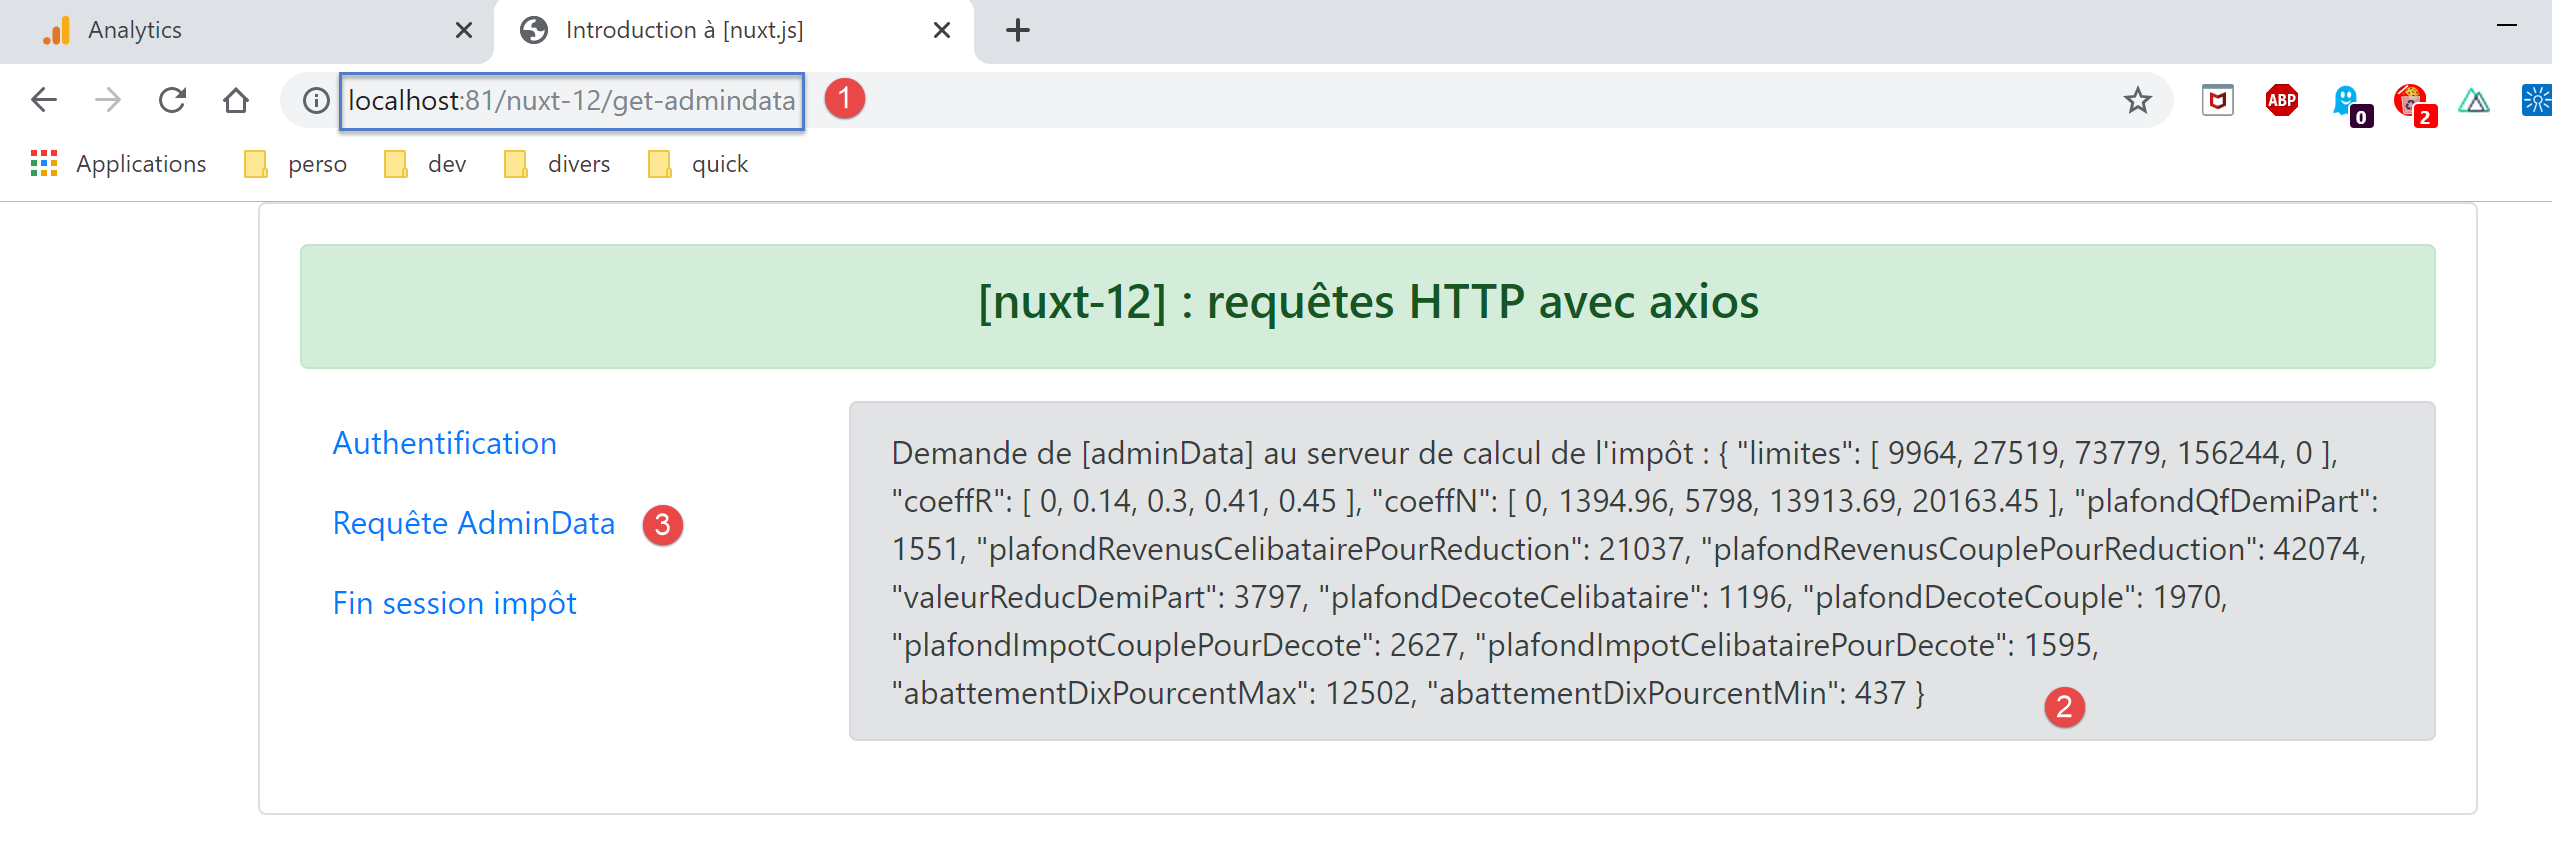 Analytics
Introduction à [nuxt.js]
localhost:81/nuxt-12/get-admindata
1
ABP
0
2
Applications
perso
dev
divers
quick
[nuxt-12] : requêtes HTTP avec axios
Authentification
Requête AdminData
3
Fin session impôt
Demande de [adminData] au serveur de calcul de l'impôt : { "limites": [ 9964, 27519, 73779, 156244, 0 ],
"coeffR": [ 0, 0.14, 0.3, 0.41, 0.45 ], "coeffN": [ 0, 1394.96, 5798, 13913.69, 20163.45 ], "plafondQfDemiPart":
1551, "plafondRevenusCelibatairePourReduction": 21037, "plafondRevenusCouplePourReduction": 42074,
"valeurReducDemiPart": 3797, "plafondDecoteCelibataire": 1196, "plafondDecoteCouple": 1970,
"plafondImpotCouplePourDecote": 2627, "plafondImpotCelibatairePourDecote": 1595,
"abattementDixPourcentMax": 12502, "abattementDixPourcentMin": 437 }
2